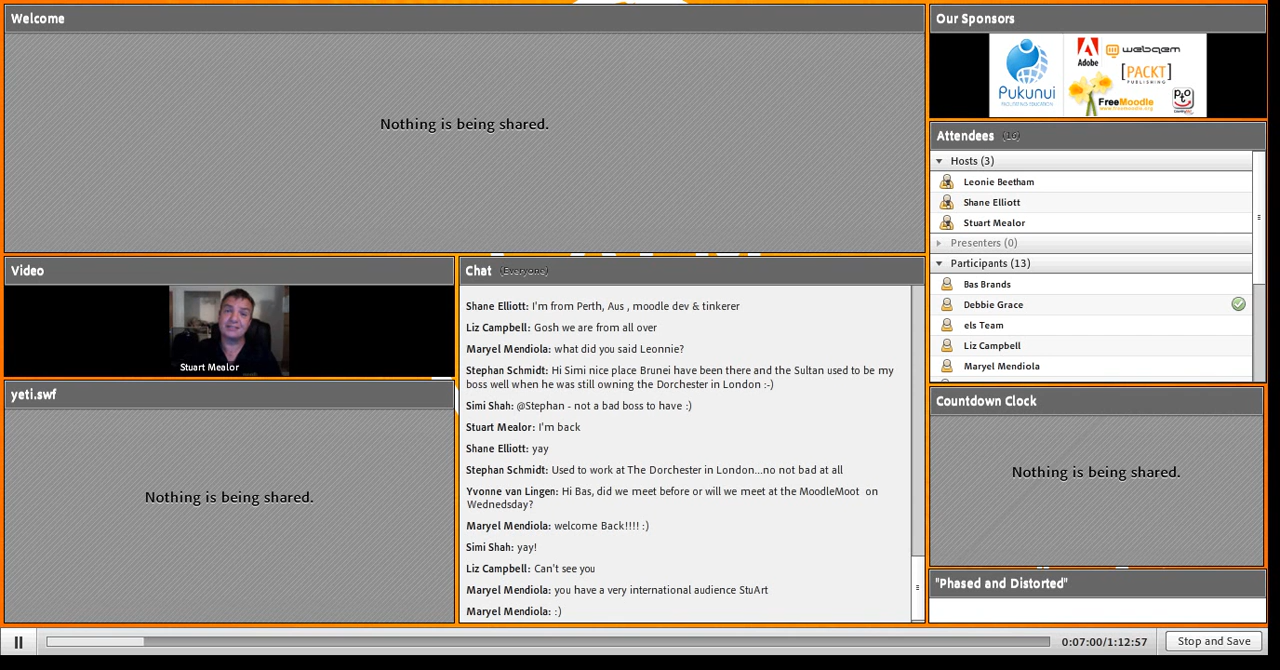 Welcome
Nothing is being shared.
Our Sponsors
Pukunui
Adobe
webqem
[PACKT]
PUBLISHING
FreeMoodle
Attendees (16)
Hosts (3)
Leonie Beetham
Shane Elliott
Stuart Mealor
Presenters (0)
Participants (13)
Bas Brands
Debbie Grace
els Team
Liz Campbell
Maryel Mendiola
Video
Stuart Mealor
yeti.swf
Nothing is being shared.
Chat (Everyone)
Shane Elliott: I'm from Perth, Aus , moodle dev & tinkerer
Liz Campbell: Gosh we are from all over
Maryel Mendiola: what did you said Leonnie?
Stephan Schmidt: Hi Simi nice place Brunei have been there and the Sultan used to be my
boss well when he was still owning the Dorchester in London :-)
Simi Shah: @Stephan - not a bad boss to have :)
Stuart Mealor: I'm back
Shane Elliott: yay
Stephan Schmidt: Used to work at The Dorchester in London...no not bad at all
Yvonne van Lingen: Hi Bas, did we meet before or will we meet at the MoodleMoot on
Wednedsday?
Maryel Mendiola: welcome Back!!!! :)
Simi Shah: yay!
Liz Campbell: Can't see you
Maryel Mendiola: you have a very international audience StuArt
Maryel Mendiola: :)
Countdown Clock
Nothing is being shared.
"Phased and Distorted"
0:07:00/1:12:57
Stop and Save